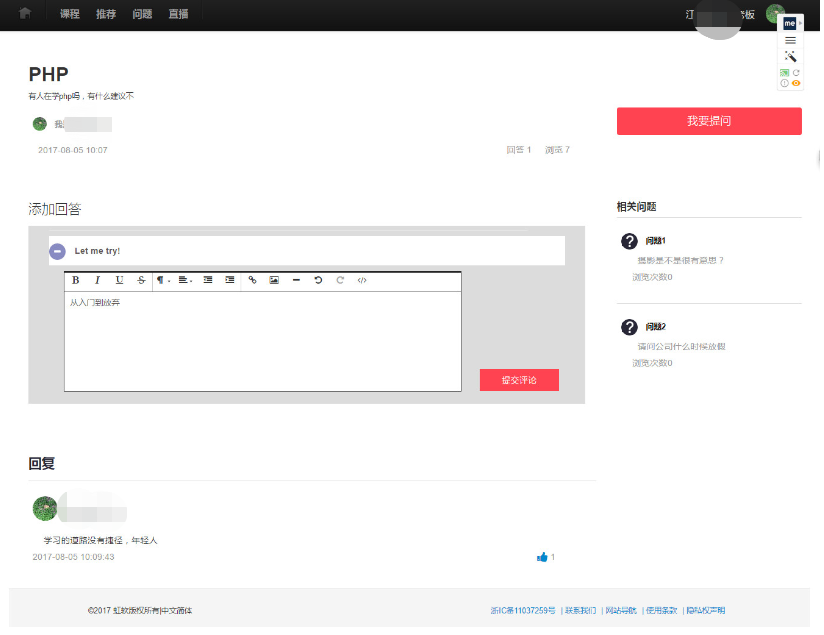 课程 推荐 问题 直播
江 老板
me
PHP
有人在学php吗，有什么建议不
我要提问
2017-08-05 10:07
回答 1 浏览 7
添加回答
相关问题
Let me try!
问题1
摄影是不是很有意思？
浏览次数0
B I U S
从入门到放弃
问题2
请问公司什么时候放假
浏览次数0
提交评论
回复
学习的道路没有捷径，年轻人
2017-08-05 10:09:43
1
©2017 虹软版权所有|中文简体
浙IC备11037259号 | 联系我们 | 网站导航 | 使用条款 | 隐私权声明